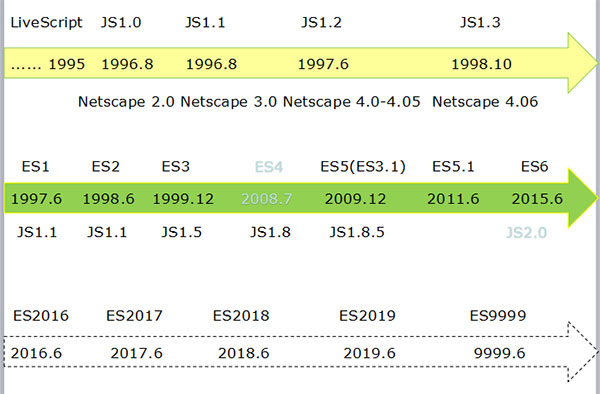 LiveScript JS1.0 JS1.1 JS1.2 JS1.3
...... 1995 1996.8 1996.8 1997.6 1998.10
Netscape 2.0 Netscape 3.0 Netscape 4.0-4.05 Netscape 4.06
ES1 ES2 ES3 ES4 ES5(ES3.1) ES5.1 ES6
1997.6 1998.6 1999.12 2008.7 2009.12 2011.6 2015.6
JS1.1 JS1.1 JS1.5 JS1.8 JS1.8.5 JS2.0
ES2016 ES2017 ES2018 ES2019 ES9999
2016.6 2017.6 2018.6 2019.6 9999.6